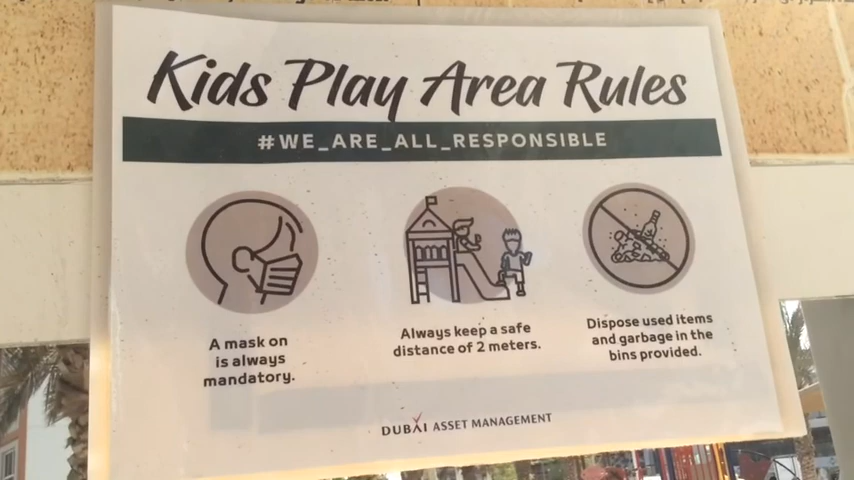 Kids Play Area Rules
#WE_ARE_ALL_RESPONSIBLE
A mask on
is always
mandatory.
Always keep a safe
distance of 2 meters.
Dispose used items
and garbage in the
bins provided.
DUBAI ASSET MANAGEMENT